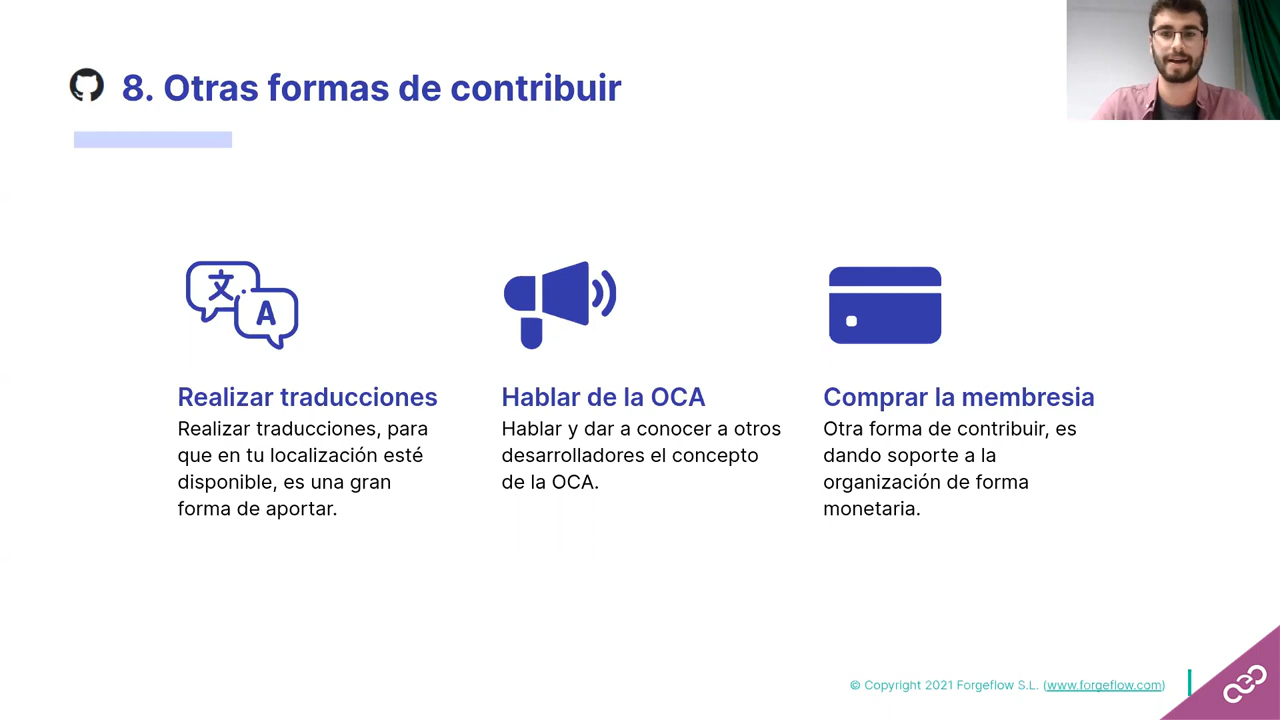 8. Otras formas de contribuir
文
A
Realizar traducciones
Realizar traducciones, para
que en tu localización esté
disponible, es una gran
forma de aportar.
Hablar de la OCA
Hablar y dar a conocer a otros
desarrolladores el concepto
de la OCA.
Comprar la membresia
Otra forma de contribuir, es
dando soporte a la
organización de forma
monetaria.
© Copyright 2021 Forgeflow S.L. (www.forgeflow.com)